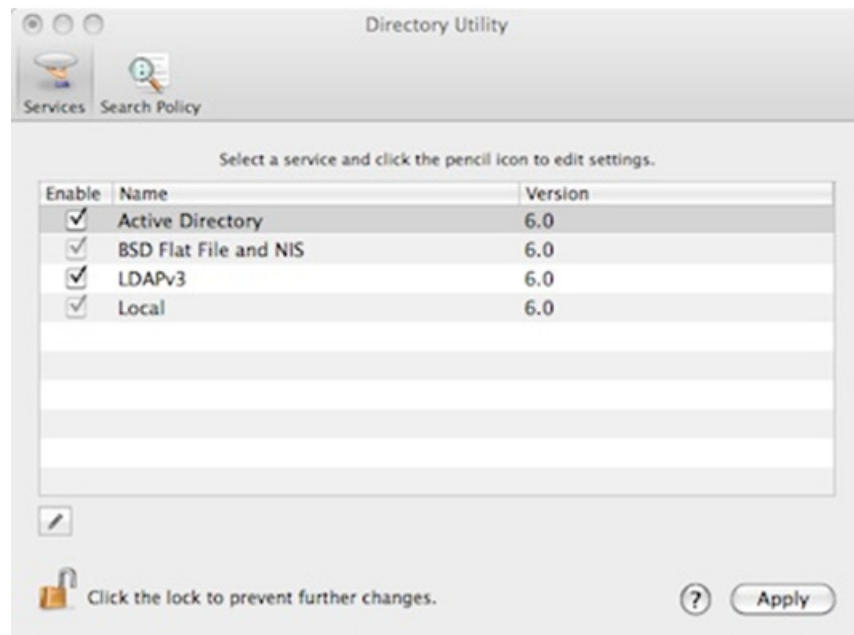 Directory Utility
Services Search Policy
Select a service and click the pencil icon to edit settings.
Enable Name Version
Active Directory 6.0
BSD Flat File and NIS 6.0
LDAPv3 6.0
Local 6.0
Click the lock to prevent further changes. ? Apply